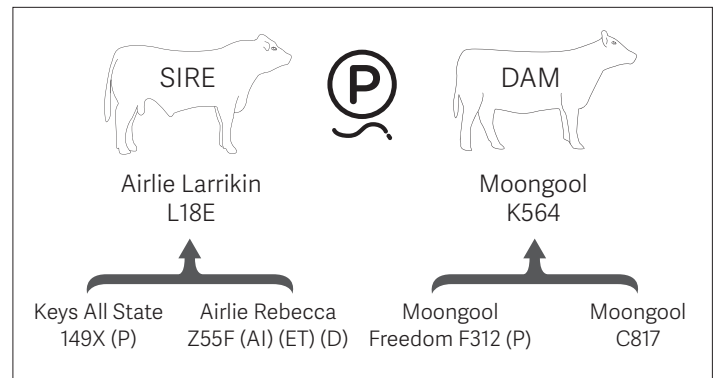 SIRE
P
DAM
Airlie Larrikin
L18E
Moongool
K564
Keys All State
149X (P)
Airlie Rebecca
Z55F (AI) (ET) (D)
Moongool
Freedom F312 (P)
Moongool
C817